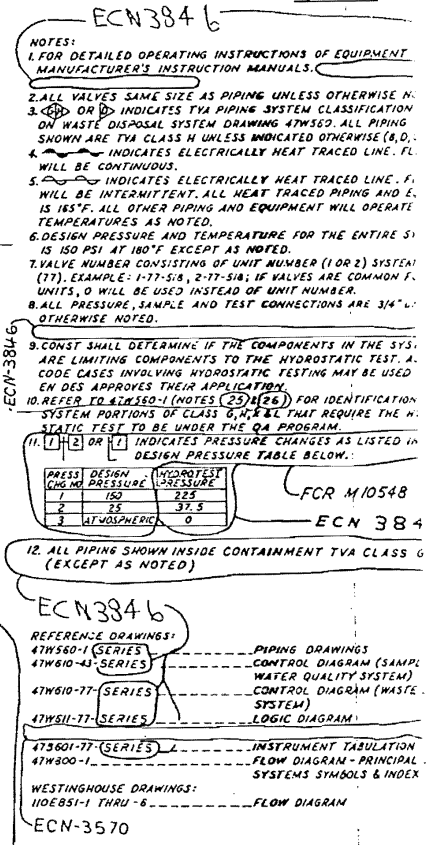 ECN3846
NOTES:
1. FOR DETAILED OPERATING INSTRUCTIONS OF EQUIPMENT
MANUFACTURER'S INSTRUCTION MANUALS.
2. ALL VALVES SAME SIZE AS PIPING UNLESS OTHERWISE
3. OR INDICATES TVA PIPING SYSTEM CLASSIFICATION
ON WASTE DISPOSAL SYSTEM DRAWING 47W560. ALL PIPING
SHOWN ARE TVA CLASS H UNLESS INDICATED OTHERWISE (B, D,
4. INDICATES ELECTRICALLY HEAT TRACED LINE.
WILL BE CONTINUOUS.
5. INDICATES ELECTRICALLY HEAT TRACED LINE.
WILL BE INTERMITTENT. ALL HEAT TRACED PIPING AND
IS 165°F. ALL OTHER PIPING AND EQUIPMENT WILL OPERATE
TEMPERATURES AS NOTED.
6. DESIGN PRESSURE AND TEMPERATURE FOR THE ENTIRE
IS 150 PSI AT 180°F EXCEPT AS NOTED.
7. VALVE NUMBER CONSISTING OF UNIT NUMBER (1 OR 2) SYSTEM
(77). EXAMPLE: 1-77-518, 2-77-518; IF VALVES ARE COMMON
UNITS, O WILL BE USED INSTEAD OF UNIT NUMBER.
8. ALL PRESSURE, SAMPLE AND TEST CONNECTIONS ARE 3/4"
OTHERWISE NOTED.
ECN-3846
9. CONST SHALL DETERMINE IF THE COMPONENTS IN THE
ARE LIMITING COMPONENTS TO THE HYDROSTATIC TEST.
CODE CASES INVOLVING HYDROSTATIC TESTING MAY BE USED
EN DES APPROVES THEIR APPLICATION.
10. REFER TO 47W560-1 (NOTES 25 & 26) FOR IDENTIFICATION
SYSTEM PORTIONS OF CLASS G, H, K & L THAT REQUIRE THE
STATIC TEST TO BE UNDER THE QA PROGRAM.
11. 1 2 OR 1 INDICATES PRESSURE CHANGES AS LISTED IN
DESIGN PRESSURE TABLE BELOW.
PRESS DESIGN HYDROTEST
CHG NO PRESSURE PRESSURE
1 150 225
2 25 37.5
3 ATMOSPHERIC 0
FCR M10548
ECN 384
12. ALL PIPING SHOWN INSIDE CONTAINMENT TVA CLASS G
(EXCEPT AS NOTED)
ECN3846
REFERENCE DRAWINGS:
47W560-1 SERIES PIPING DRAWINGS
47W610-43-SERIES CONTROL DIAGRAM (SAMPL
WATER QUALITY SYSTEM)
47W610-77-SERIES CONTROL DIAGRAM (WASTE
SYSTEM)
47W511-77-SERIES LOGIC DIAGRAM
47B601-77-SERIES INSTRUMENT TABULATION
47W300-1 FLOW DIAGRAM-PRINCIPAL
SYSTEMS SYMBOLS & INDEX
WESTINGHOUSE DRAWINGS:
110E851-1 THRU -6 FLOW DIAGRAM
ECN-3570